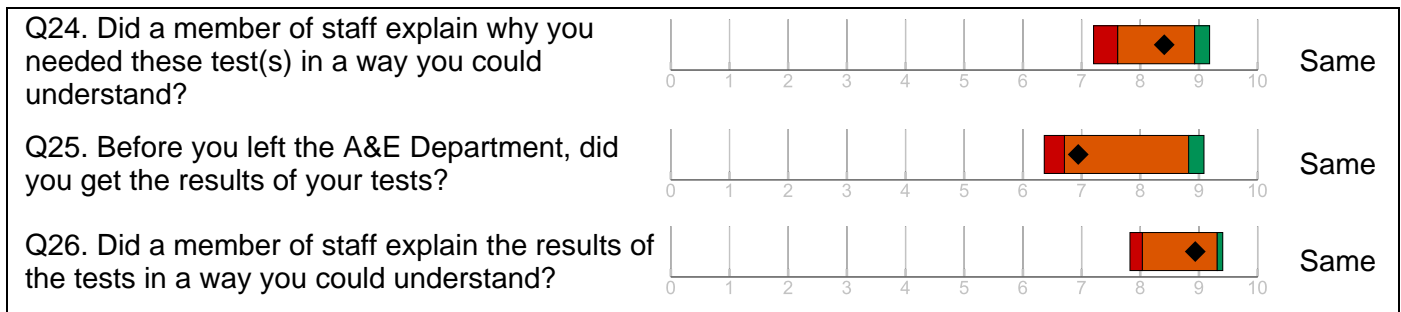 Q24. Did a member of staff explain why you
needed these test(s) in a way you could
understand?
0 1 2 3 4 5 6 7 8 9 10
Same
Q25. Before you left the A&E Department, did
you get the results of your tests?
0 1 2 3 4 5 6 7 8 9 10
Same
Q26. Did a member of staff explain the results of
the tests in a way you could understand?
0 1 2 3 4 5 6 7 8 9 10
Same